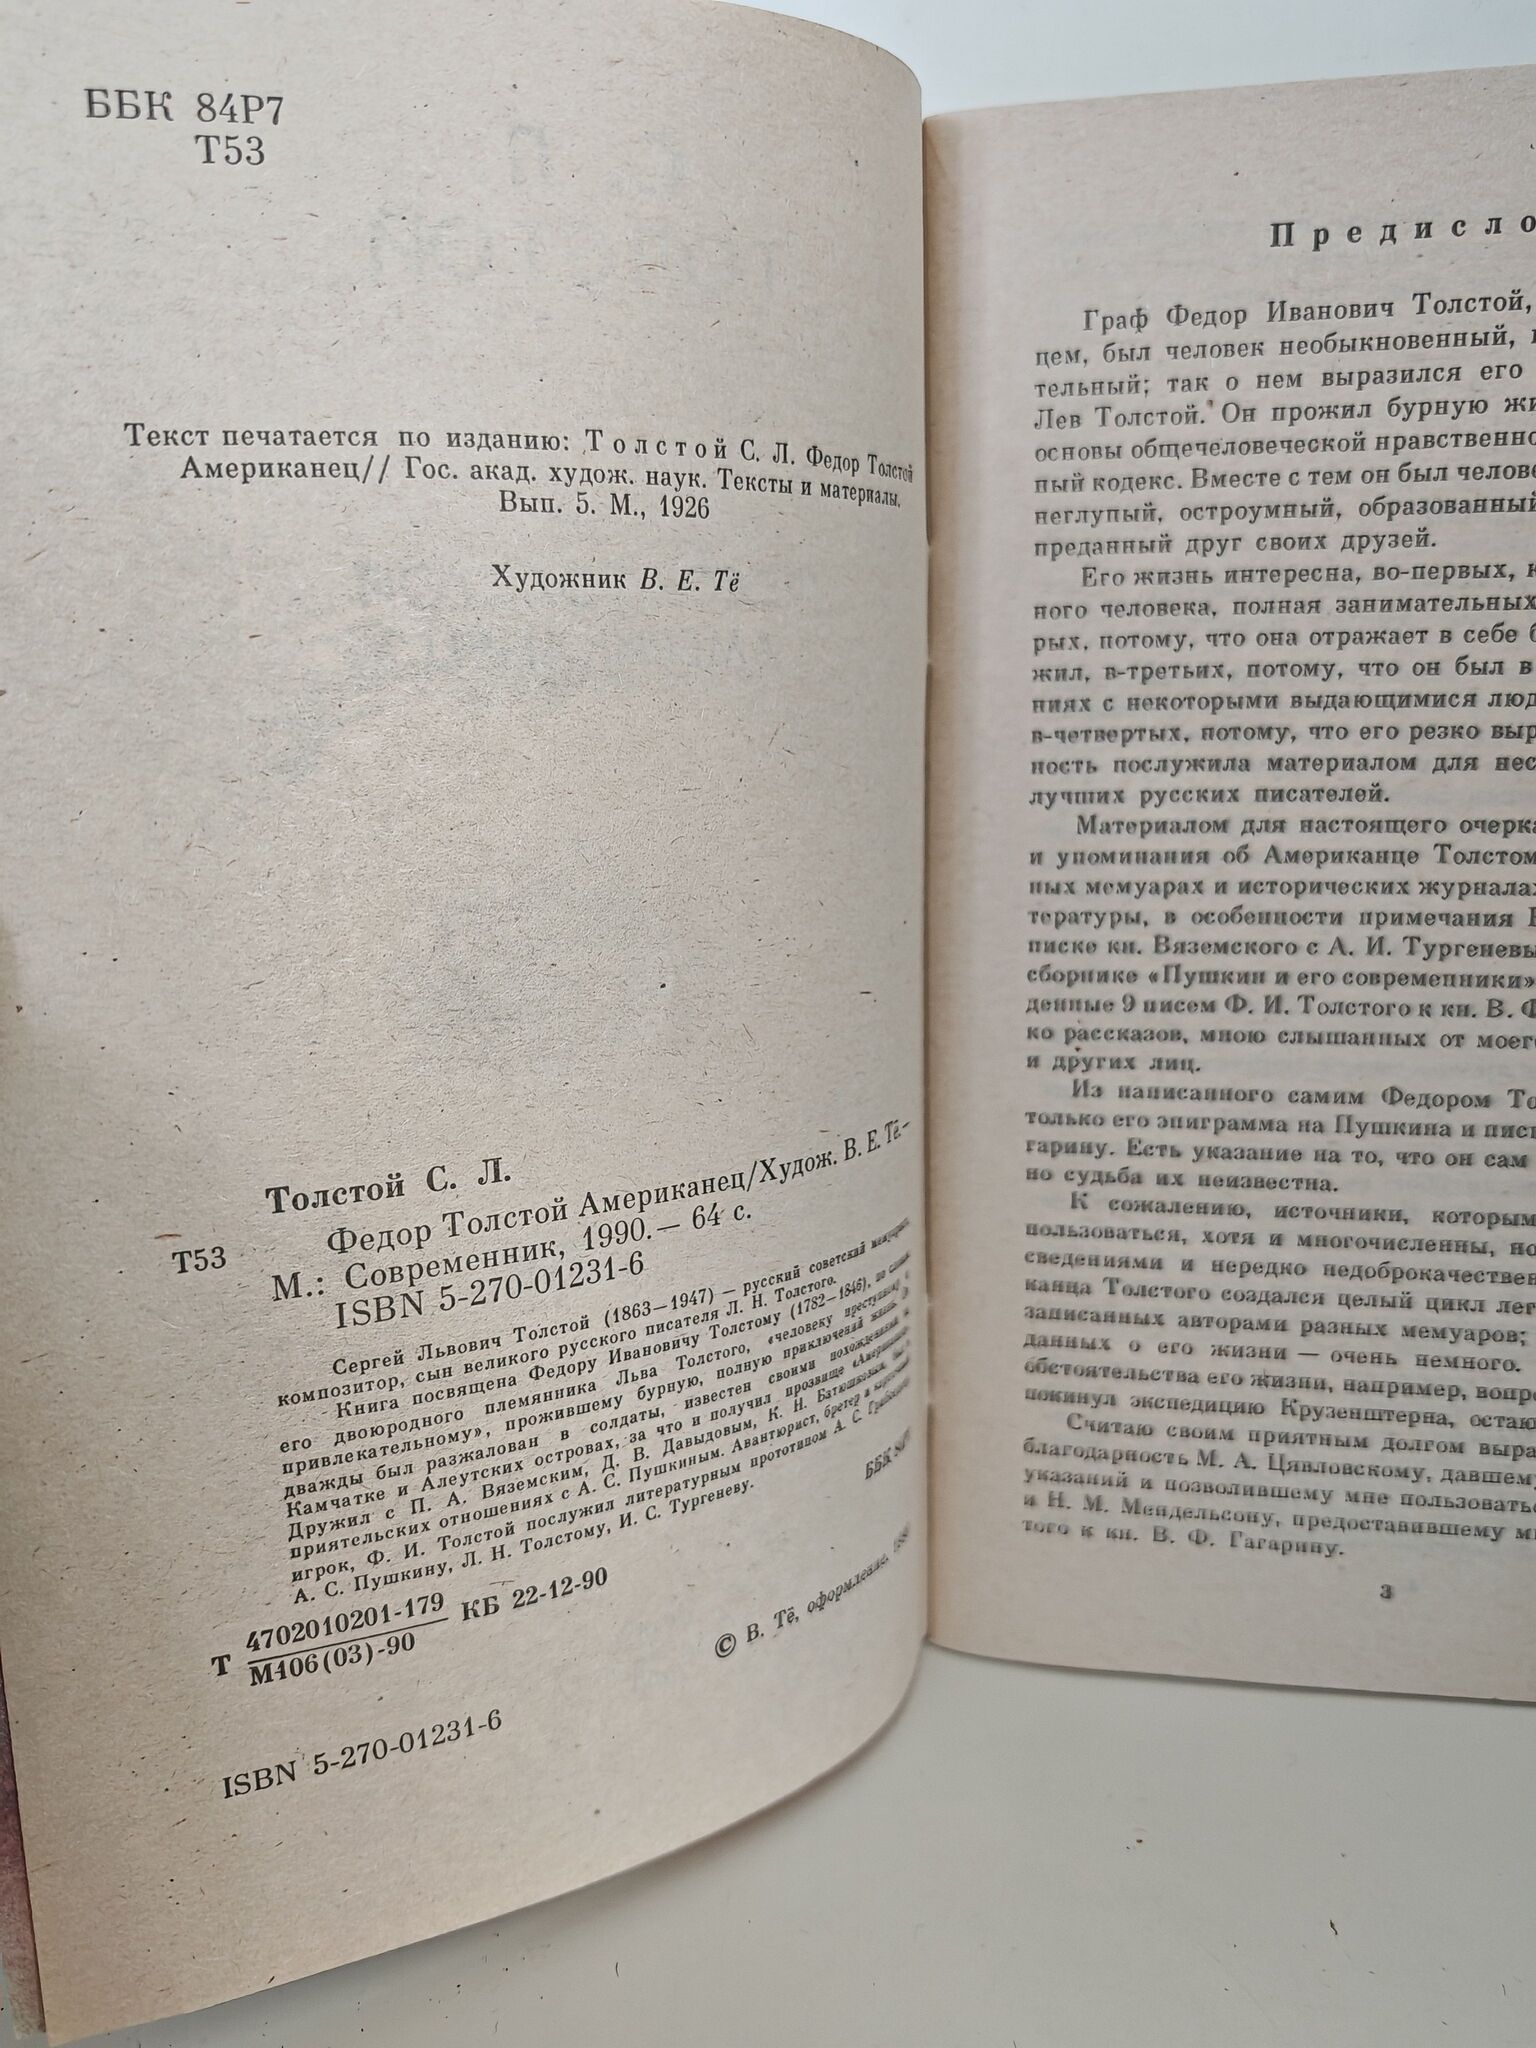 ББК 84Р7
Т53
Текст печатается по изданию: Толстой С. Л. Федор Толстой
Американец// Гос. акад. худож. наук. Тексты и материалы.
Вып. 5. М., 1926
Художник В. Е. Тё
Толстой С. Л.
Т53 Федор Толстой Американец/Худож. В. Е. Тё.—
М.: Современник, 1990.— 64 с.
ISBN 5-270-01231-6
Сергей Львович Толстой (1863—1947) — русский советский
композитор, сын великого русского писателя Л. Н. Толстого.
Книга посвящена Федору Ивановичу Толстому (1782—1846), по
его двоюродного племянника Льва Толстого, «человеку преступному и
привлекательному», прожившему бурную, полную приключений жизнь.
дважды был разжалован в солдаты, известен своими похождениями
Камчатке и Алеутских островах, за что и получил прозвище «Американец
Дружил с П. А. Вяземским, Д. В. Давыдовым, К. Н. Батюшковым,
приятельских отношениях с А. С. Пушкиным. Авантюрист, бретер и
игрок, Ф. И. Толстой послужил литературным прототипом А. С. Грибоедову
А. С. Пушкину, Л. Н. Толстому, И. С. Тургеневу.
Т 4702010201-179 КБ 22-12-90
М106(03)-90
ББК 84Р
© В. Тё, оформление,
ISBN 5-270-01231-6
Предисло
Граф Федор Иванович Толстой,
цем, был человек необыкновенный,
тельный; так о нем выразился его
Лев Толстой. Он прожил бурную жи
основы общечеловеческой нравственно
ный кодекс. Вместе с тем он был челове
неглупый, остроумный, образованный
преданный друг своих друзей.
Его жизнь интересна, во-первых, к
ного человека, полная занимательных
рых, потому, что она отражает в себе б
жил, в-третьих, потому, что он был в
ниях с некоторыми выдающимися люд
в-четвертых, потому, что его резко выр
ность послужила материалом для нес
лучших русских писателей.
Материалом для настоящего очерка
и упоминания об Американце Толстом
ных мемуарах и исторических журналах
тературы, в особенности примечания
писке кн. Вяземского с А. И. Тургеневы
сборнике «Пушкин и его современники»
денные 9 писем Ф. И. Толстого к кн. В. Ф
ко рассказов, мною слышанных от моег
и других лиц.
Из написанного самим Федором То
только его эпиграмма на Пушкина и пис
гарину. Есть указание на то, что он сам
но судьба их неизвестна.
К сожалению, источники, которым
пользоваться, хотя и многочисленны, но
сведениями и нередко недоброкачествен
канца Толстого создался целый цикл лег
записанных авторами разных мемуаров;
данных о его жизни — очень немного.
обстоятельства его жизни, например, вопро
покинул экспедицию Крузенштерна, остаю
Считаю своим приятным долгом выра
благодарность М. А. Цявловскому, давшему
указаний и позволившему мне пользоватьс
и Н. М. Мендельсону, предоставившему м
того к кн. В. Ф. Гагарину.
3